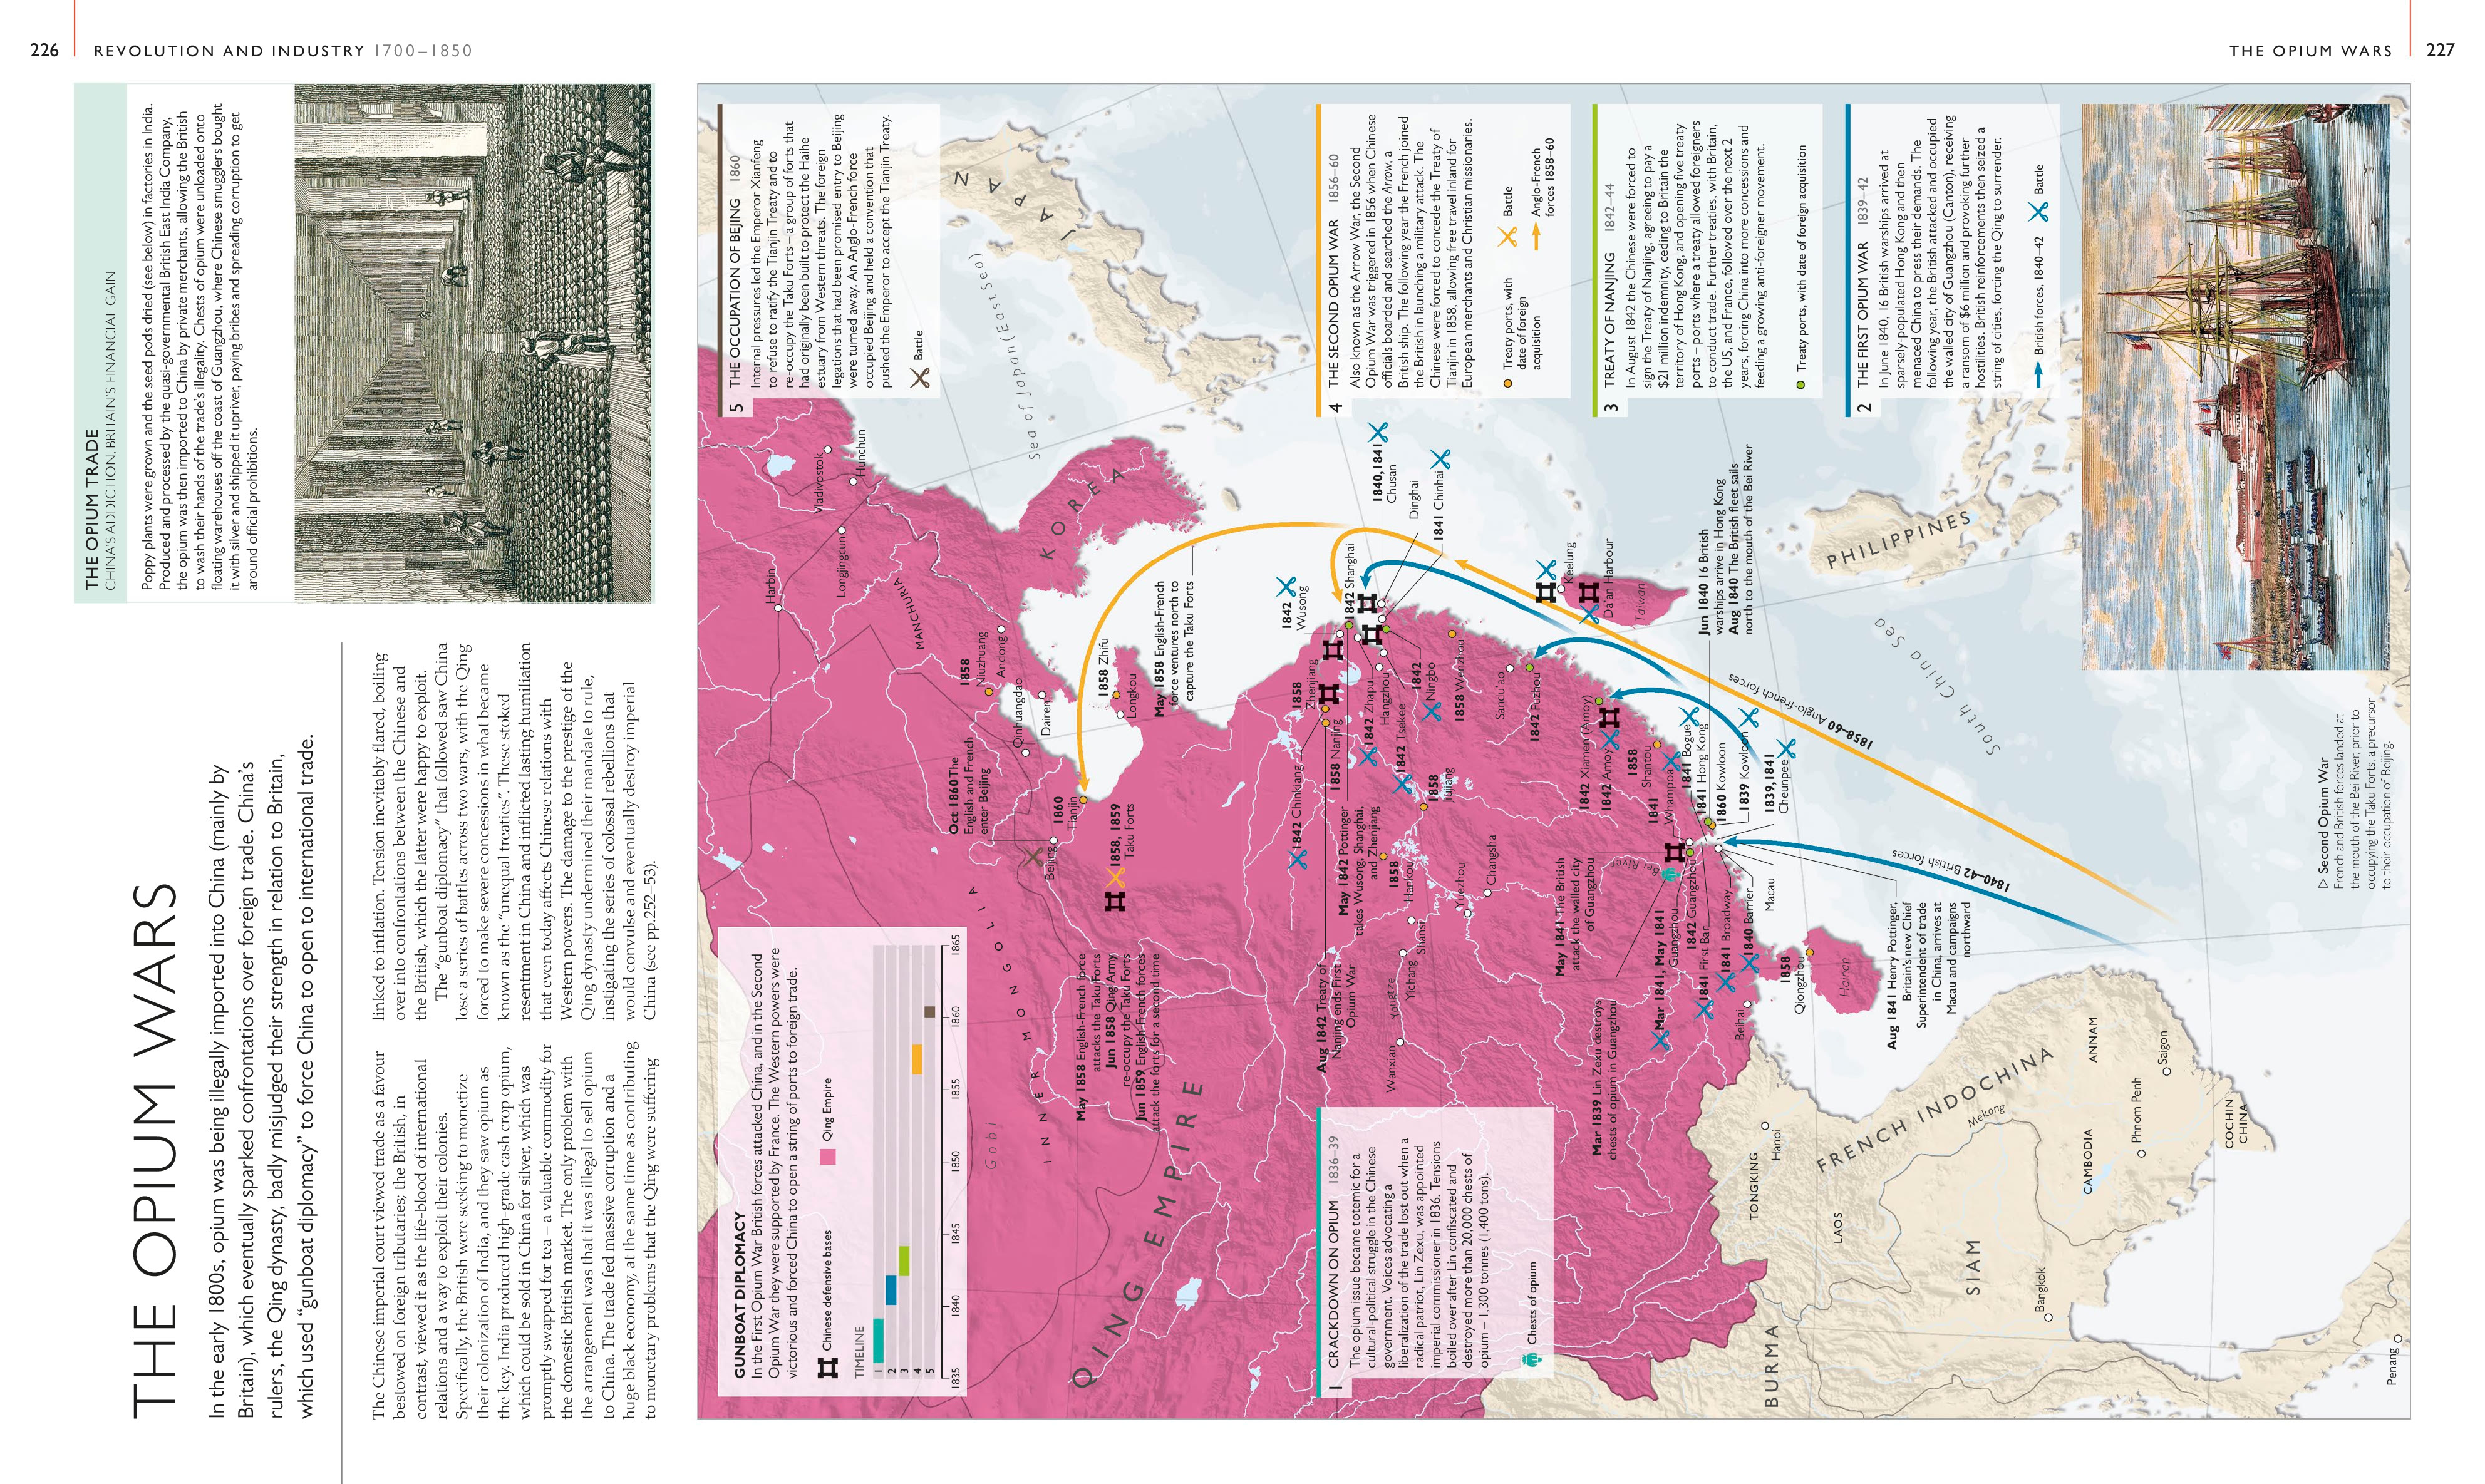 226
REVOLUTION AND INDUSTRY 1700–1850
THE OPIUM WARS
227
THE OPIUM WARS
In the early 1800s, opium was being illegally imported into China (mainly by
Britain), which eventually sparked confrontations over foreign trade. China’s
rulers, the Qing dynasty, badly misjudged their strength in relation to Britain,
which used “gunboat diplomacy” to force China to open to international trade.
The Chinese imperial court viewed trade as a favour
bestowed on foreign tributaries; the British, in
contrast, viewed it as the life-blood of international
relations and a way to exploit their colonies.
Specifically, the British were seeking to monetize
their colonization of India, and they saw opium as
the key. India produced high-grade cash crop opium,
which could be sold in China for silver, which was
promptly swapped for tea – a valuable commodity for
the domestic British market. The only problem with
the arrangement was that it was illegal to sell opium
to China. The trade fed massive corruption and a
huge black economy, at the same time as contributing
to monetary problems that the Qing were suffering
linked to inflation. Tension inevitably flared, boiling
over into confrontations between the Chinese and
the British, which the latter were happy to exploit.
The “gunboat diplomacy” that followed saw China
lose a series of battles across two wars, with the Qing
forced to make severe concessions in what became
known as the “unequal treaties”. These stoked
resentment in China and inflicted lasting humiliation
that even today affects Chinese relations with
Western powers. The damage to the prestige of the
Qing dynasty undermined their mandate to rule,
instigating the series of colossal rebellions that
would convulse and eventually destroy imperial
China (see pp.252–53).
THE OPIUM TRADE
CHINA’S ADDICTION, BRITAIN’S FINANCIAL GAIN
Poppy plants were grown and the seed pods dried (see below) in factories in India.
Produced and processed by the quasi-governmental British East India Company,
the opium was then imported to China by private merchants, allowing the British
to wash their hands of the trade’s illegality. Chests of opium were unloaded onto
floating warehouses off the coast of Guangzhou, where Chinese smugglers bought
it with silver and shipped it upriver, paying bribes and spreading corruption to get
around official prohibitions.
GUNBOAT DIPLOMACY
In the First Opium War British forces attacked China, and in the Second
Opium War they were supported by France. The Western powers were
victorious and forced China to open a string of ports to foreign trade.
Chinese defensive bases
Qing Empire
TIMELINE
1
2
3
4
5
1835
1840
1845
1850
1855
1860
1865
1 CRACKDOWN ON OPIUM 1836–39
The opium issue became totemic for a
cultural-political struggle in the Chinese
government. Voices advocating a
liberalization of the trade lost out when a
radical patriot, Lin Zexu, was appointed
imperial commissioner in 1836. Tensions
boiled over after Lin confiscated and
destroyed more than 20,000 chests of
opium – 1,300 tonnes (1,400 tons).
Chests of opium
5 THE OCCUPATION OF BEIJING 1860
Internal pressures led the Emperor Xianfeng
to refuse to ratify the Tianjin Treaty and to
re-occupy the Taku Forts – a group of forts that
had originally been built to protect the Haihe
estuary from Western threats. The foreign
legations that had been promised entry to Beijing
were turned away. An Anglo-French force
occupied Beijing and held a convention that
pushed the Emperor to accept the Tianjin Treaty.
Battle
4 THE SECOND OPIUM WAR 1856–60
Also known as the Arrow War, the Second
Opium War was triggered in 1856 when Chinese
officials boarded and searched the Arrow, a
British ship. The following year the French joined
the British in launching a military attack. The
Chinese were forced to concede the Treaty of
Tianjin in 1858, allowing free travel inland for
European merchants and Christian missionaries.
Treaty ports, with
date of foreign
acquisition
Battle
Anglo-French
forces 1858–60
3 TREATY OF NANJING 1842–44
In August 1842 the Chinese were forced to
sign the Treaty of Nanjing, agreeing to pay a
$21 million indemnity, ceding to Britain the
territory of Hong Kong, and opening five treaty
ports – ports where a treaty allowed foreigners
to conduct trade. Further treaties, with Britain,
the US, and France, followed over the next 2
years, forcing China into more concessions and
feeding a growing anti-foreigner movement.
Treaty ports, with date of foreign acquisition
2 THE FIRST OPIUM WAR 1839–42
In June 1840, 16 British warships arrived at
sparsely-populated Hong Kong and then
menaced China to press their demands. The
following year, the British attacked and occupied
the walled city of Guangzhou (Canton), receiving
a ransom of $6 million and provoking further
hostilities. British reinforcements then seized a
string of cities, forcing the Qing to surrender.
British forces, 1840–42
Battle
▷ Second Opium War
French and British forces landed at
the mouth of the Bei River, prior to
occupying the Taku Forts, a precursor
to their occupation of Beijing.
QING EMPIRE
Gobi
INNER MONGOLIA
MANCHURIA
KOREA
JAPAN
Sea of Japan (East Sea)
Harbin
Longjingcun
Vladivostok
Hunchun
1858
Niuzhuang
Andong
Qinhuangdao
Dairen
1858 Zhifu
Longkou
Oct 1860 The
English and French
enter Beijing
Beijing
1860
Tianjin
1858, 1859
Taku Forts
May 1858 English-French force
attacks the Taku Forts
Jun 1858 Qing Army
re-occupy the Taku Forts
Jun 1859 English-French forces
attack the forts for a second time
May 1858 English-French
force ventures north to
capture the Taku Forts
1842
Wusong
1842 Shanghai
1840, 1841
Chusan
Dinghai
1841 Chinhai
1858
Zhenjiang
1842 Chinkiang
1858 Nanjing
1842 Zhapu
Hangzhou
1842 Tsekee
1842
Ningbo
1858 Wenzhou
May 1842 Pottinger
takes Wusong, Shanghai,
and Zhenjiang
1858
Hankou
1858
Jiujiang
Aug 1842 Treaty of
Nanjing ends First
Opium War
Yangtze
Wanxian
Yichang
Shansi
Yuezhou
Changsha
Sandu'ao
1842 Fuzhou
Keelung
Da'an Harbour
Taiwan
1842 Xiamen (Amoy)
1842 Amoy
1858
Shantou
1841
Whampoa
1841 Bogue
1841 Hong Kong
1860 Kowloon
1839 Kowloon
1839, 1841
Cheunpee
Jun 1840 16 British
warships arrive in Hong Kong
Aug 1840 The British fleet sails
north to the mouth of the Bei River
May 1841 The British
attack the walled city
of Guangzhou
Bei River
Mar 1839 Lin Zexu destroys
chests of opium in Guangzhou
Mar 1841, May 1841
Guangzhou
1842 Guangzhou
1841 First Bar
1841 Broadway
1840 Barrier
Macau
Beihai
1858
Qiongzhou
Hainan
Aug 1841 Henry Pottinger,
Britain's new Chief
Superintendent of trade
in China, arrives at
Macau and campaigns
northward
1840–42 British forces
1858–60 Anglo-French forces
South China Sea
PHILIPPINES
BURMA
TONGKING
Hanoi
FRENCH INDOCHINA
LAOS
Mekong
SIAM
Bangkok
ANNAM
CAMBODIA
Phnom Penh
Saigon
COCHIN
CHINA
Penang